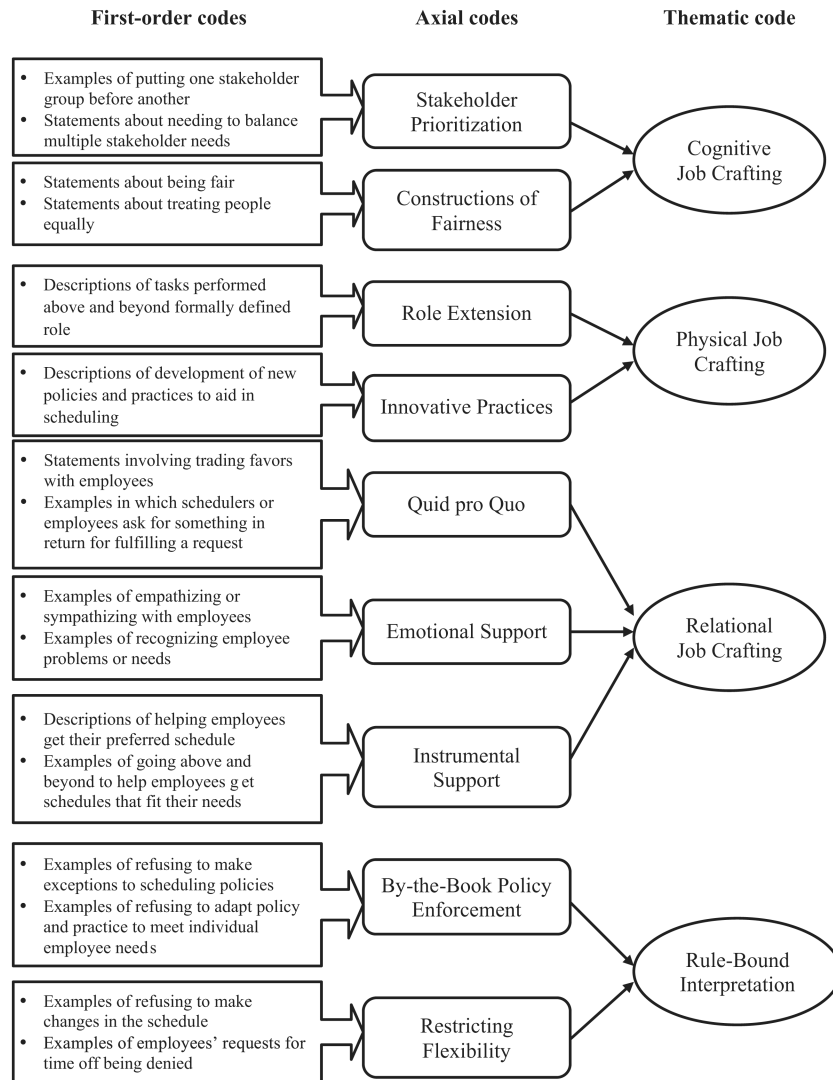 First-order codes
Axial codes
Thematic code
• Examples of putting one stakeholder
group before another
• Statements about needing to balance
multiple stakeholder needs
Stakeholder
Prioritization
Cognitive
Job Crafting
• Statements about being fair
• Statements about treating people
equally
Constructions of
Fairness
• Descriptions of tasks performed
above and beyond formally defined
role
Role Extension
Physical Job
Crafting
• Descriptions of development of new
policies and practices to aid in
scheduling
Innovative Practices
• Statements involving trading favors
with employees
• Examples in which schedulers or
employees ask for something in
return for fulfilling a request
Quid pro Quo
• Examples of empathizing or
sympathizing with employees
• Examples of recognizing employee
problems or needs
Emotional Support
Relational
Job Crafting
• Descriptions of helping employees
get their preferred schedule
• Examples of going above and
beyond to help employees get
schedules that fit their needs
Instrumental
Support
• Examples of refusing to make
exceptions to scheduling policies
• Examples of refusing to adapt policy
and practice to meet individual
employee needs
By-the-Book Policy
Enforcement
Rule-Bound
Interpretation
• Examples of refusing to make
changes in the schedule
• Examples of employees’ requests for
time off being denied
Restricting
Flexibility